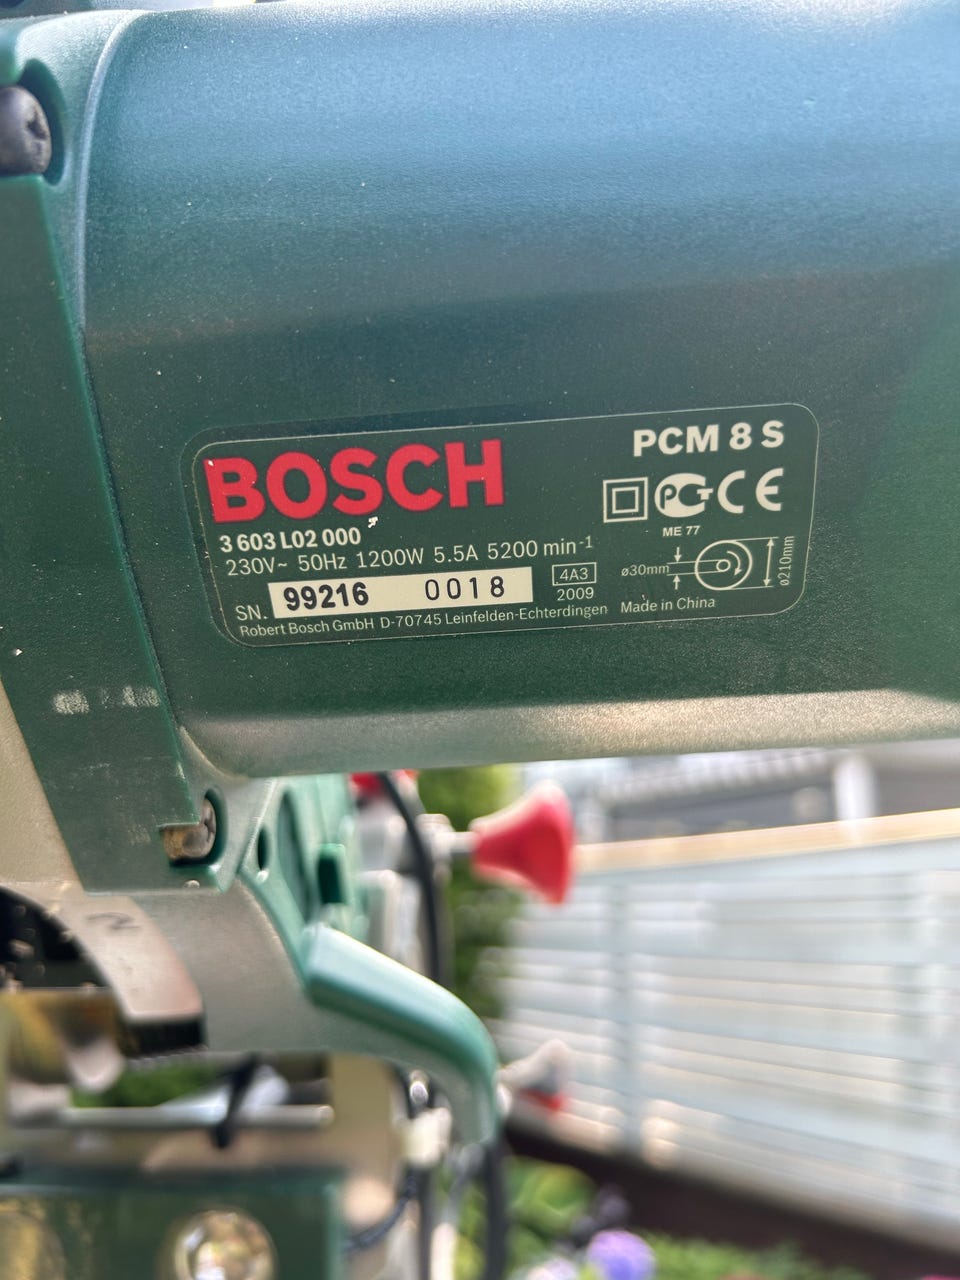 BOSCH
PCM 8 S
PCT CE
3 603 L02 000
ME 77
230V~ 50Hz 1200W 5.5A 5200 min-1
SN. 99216 0018
4A3
2009
ø30mm
ø210mm
Robert Bosch GmbH D-70745 Leinfelden-Echterdingen
Made in China